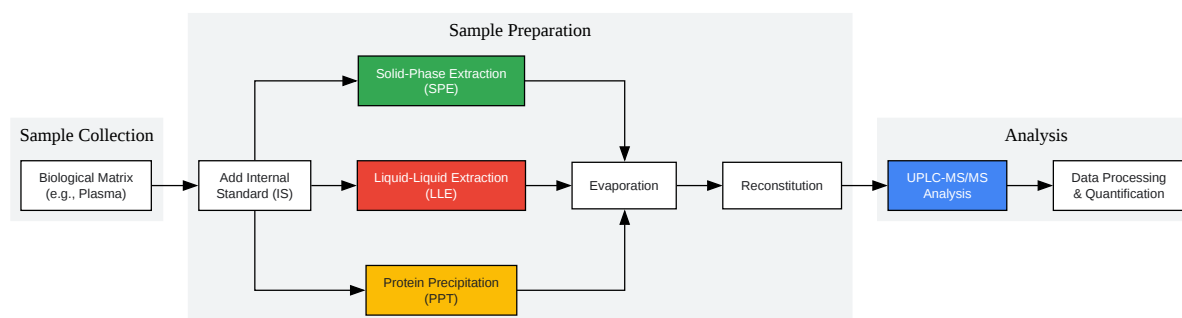 Sample Preparation
Solid-Phase Extraction
(SPE)
Sample Collection
Analysis
Biological Matrix
(e.g., Plasma)
Add Internal
Standard (IS)
Liquid-Liquid Extraction
(LLE)
Evaporation
Reconstitution
UPLC-MS/MS
Analysis
Data Processing
& Quantification
Protein Precipitation
(PPT)